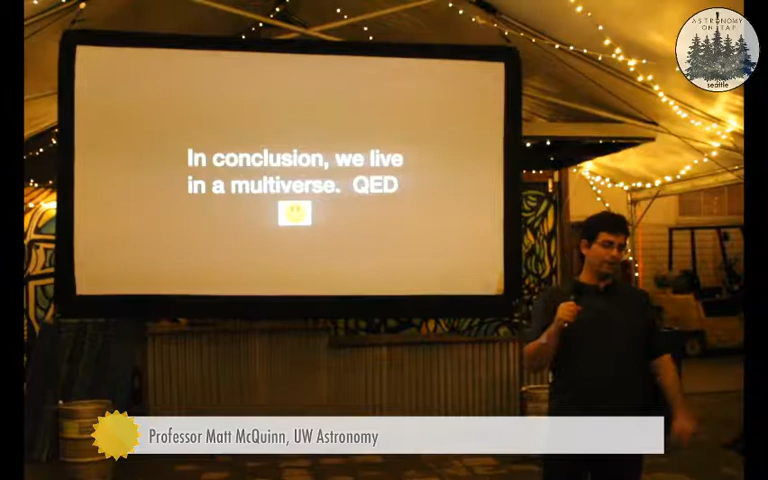 ASTRONOMY
ON TAP
seattle
In conclusion, we live
in a multiverse. QED
Professor Matt McQuinn, UW Astronomy